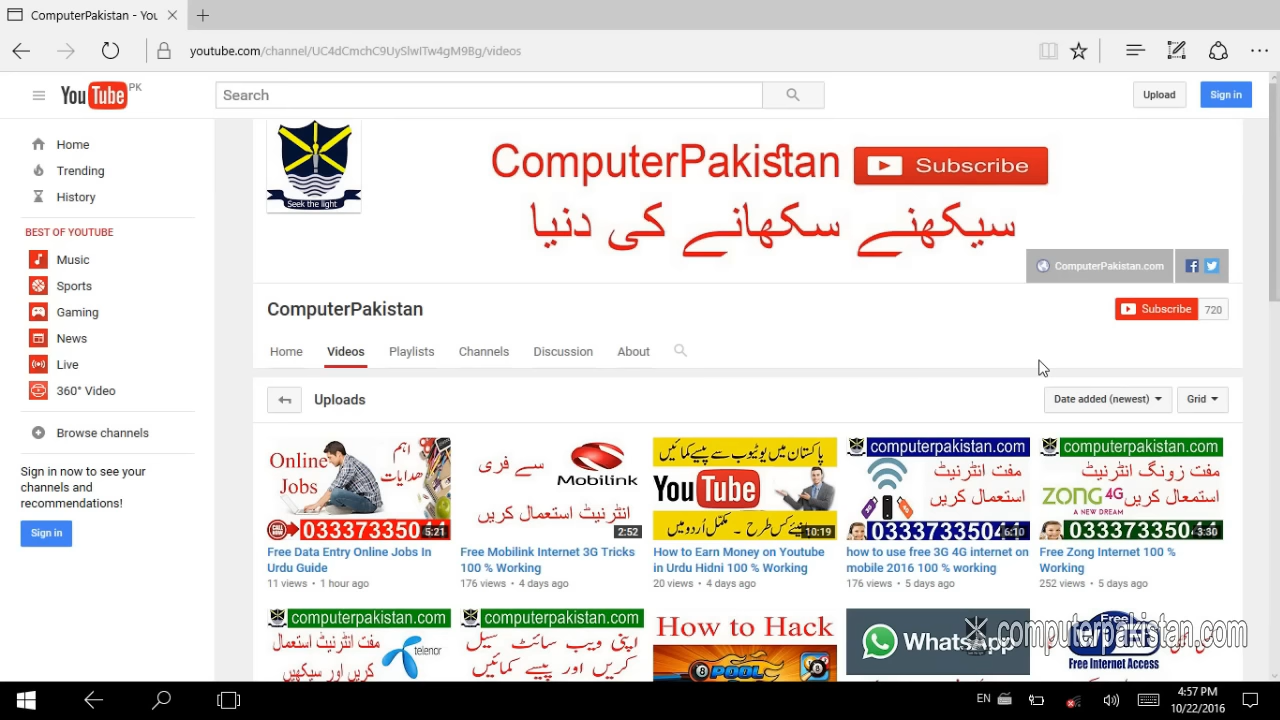 ComputerPakistan - You
youtube.com/channel/UC4dCmchC9UySlwITw4gM9Bg/videos
YouTube PK
Search
Upload
Sign in
Home
Trending
History
BEST OF YOUTUBE
Music
Sports
Gaming
News
Live
360° Video
Browse channels
Sign in now to see your
channels and
recommendations!
Sign in
Seek the light
ComputerPakistan
Subscribe
سیکھنے سکھانے کی دنیا
ComputerPakistan.com
ComputerPakistan
Subscribe 720
Home Videos Playlists Channels Discussion About
Uploads
Date added (newest)
Grid
Online
Jobs
اہم
ھدایات
03337335044
5:21
Free Data Entry Online Jobs In
Urdu Guide
11 views • 1 hour ago
سے فری
Mobilink
انٹرنیٹ استعمال کریں
2:52
Free Mobilink Internet 3G Tricks
100 % Working
176 views • 4 days ago
پاکستان میں یوٹیوب سے پیسے کمائیں
YouTube
10:19
How to Earn Money on Youtube
in Urdu Hidni 100 % Working
20 views • 4 days ago
computerpakistan.com
مفت انٹرنیٹ
استعمال کریں
6:10
how to use free 3G 4G internet on
mobile 2016 100 % working
176 views • 5 days ago
computerpakistan.com
مفت زونگ انٹرنیٹ
استمعال کریں
ZONG 4G
A NEW DREAM
3:30
Free Zong Internet 100 %
Working
252 views • 5 days ago
computerpakistan.com
مفت انٹرنیٹ استعمال
کریں اور سیکھیں
telenor
computerpakistan.com
اپنی ویب سائٹ سیل
کریں اور پیسے کمائیں
How to Hack
8 POOL
WhatsApp
Free
Free Internet Access
computerpakistan.com
EN
4:57 PM
10/22/2016